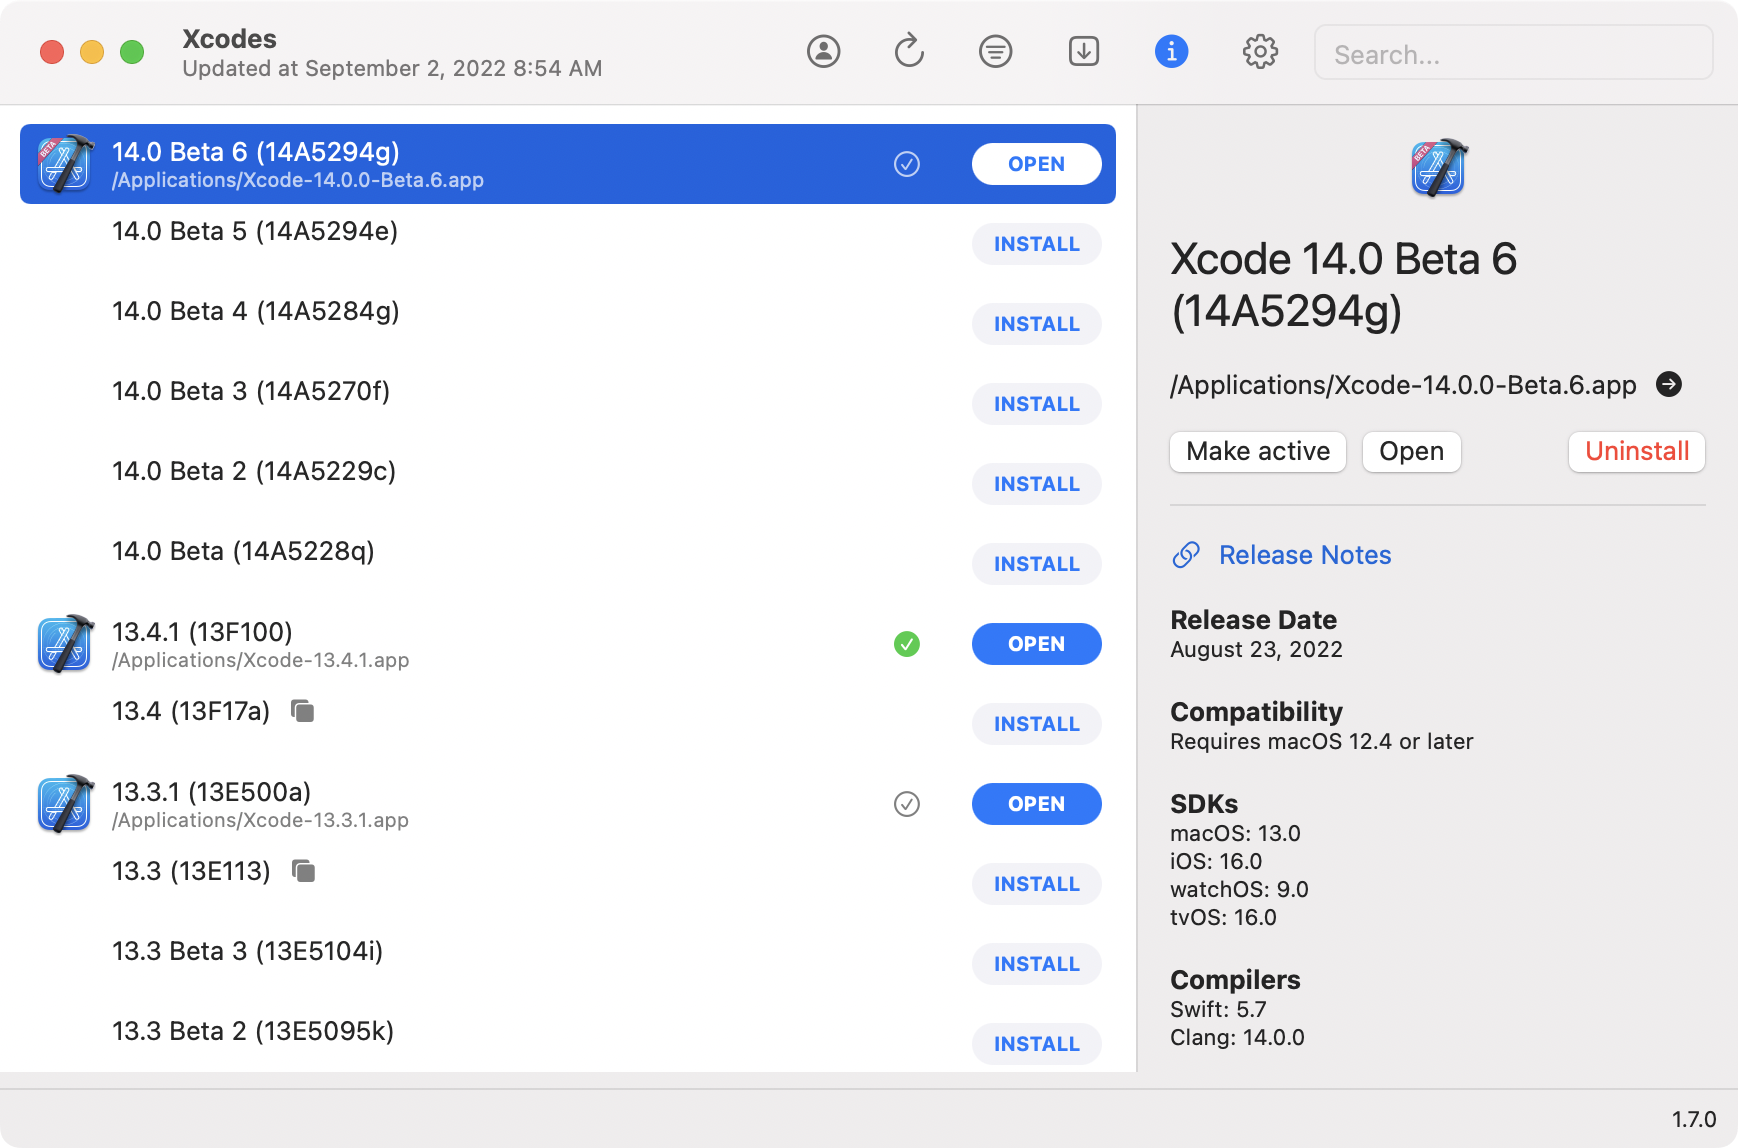 Xcodes
Updated at September 2, 2022 8:54 AM
Search...
14.0 Beta 6 (14A5294g)
/Applications/Xcode-14.0.0-Beta.6.app
OPEN
14.0 Beta 5 (14A5294e)
INSTALL
14.0 Beta 4 (14A5284g)
INSTALL
14.0 Beta 3 (14A5270f)
INSTALL
14.0 Beta 2 (14A5229c)
INSTALL
14.0 Beta (14A5228q)
INSTALL
13.4.1 (13F100)
/Applications/Xcode-13.4.1.app
OPEN
13.4 (13F17a)
INSTALL
13.3.1 (13E500a)
/Applications/Xcode-13.3.1.app
OPEN
13.3 (13E113)
INSTALL
13.3 Beta 3 (13E5104i)
INSTALL
13.3 Beta 2 (13E5095k)
INSTALL
BETA
BETA
Xcode 14.0 Beta 6
(14A5294g)
/Applications/Xcode-14.0.0-Beta.6.app
Make active
Open
Uninstall
Release Notes
Release Date
August 23, 2022
Compatibility
Requires macOS 12.4 or later
SDKs
macOS: 13.0
iOS: 16.0
watchOS: 9.0
tvOS: 16.0
Compilers
Swift: 5.7
Clang: 14.0.0
1.7.0